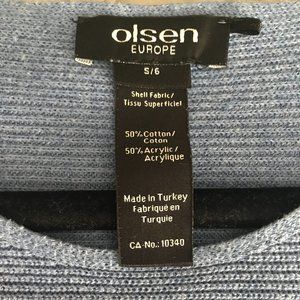 olsen
EUROPE
S/6
Shell Fabric/
Tissu Superficiel
50% Cotton/
Coton
50% Acrylic/
Acrylique
Made in Turkey
Fabriqué en
Turquie
CA-No.: 10340